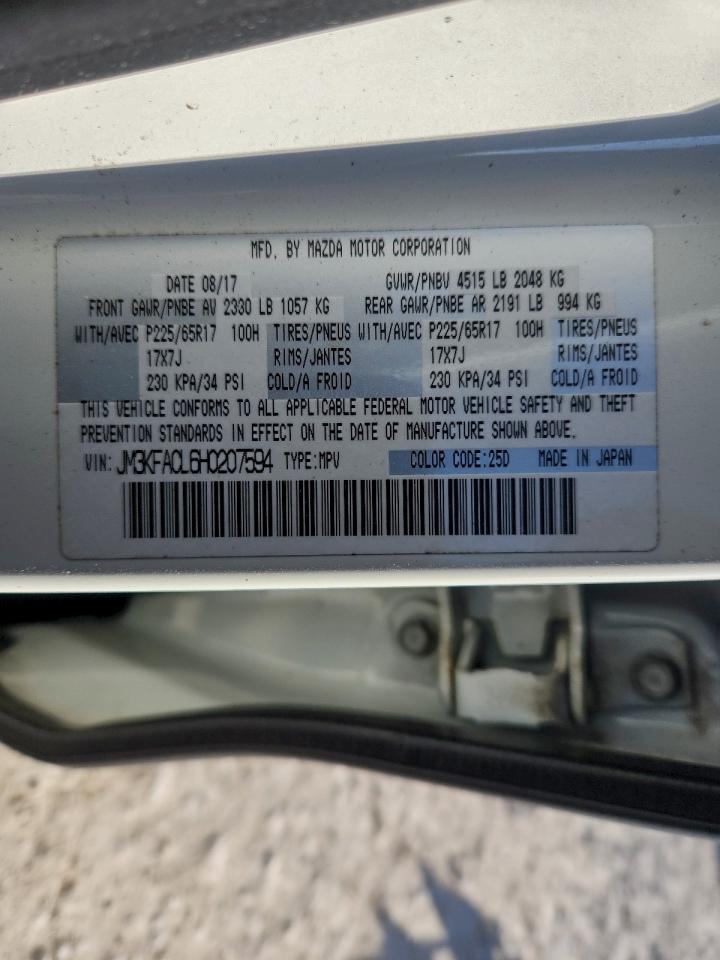 MFD. BY MAZDA MOTOR CORPORATION
DATE 08/17 GVWR/PNBV 4515 LB 2048 KG
FRONT GAWR/PNBE AV 2330 LB 1057 KG REAR GAWR/PNBE AR 2191 LB 994 KG
WITH/AVEC P225/65R17 100H TIRES/PNEUS WITH/AVEC P225/65R17 100H TIRES/PNEUS
17X7J RIMS/JANTES 17X7J RIMS/JANTES
230 KPA/34 PSI COLD/A FROID 230 KPA/34 PSI COLD/A FROID
THIS VEHICLE CONFORMS TO ALL APPLICABLE FEDERAL MOTOR VEHICLE SAFETY AND THEFT
PREVENTION STANDARDS IN EFFECT ON THE DATE OF MANUFACTURE SHOWN ABOVE.
VIN: JM3KFACL6H0207594 TYPE:MPV COLOR CODE:25D MADE IN JAPAN